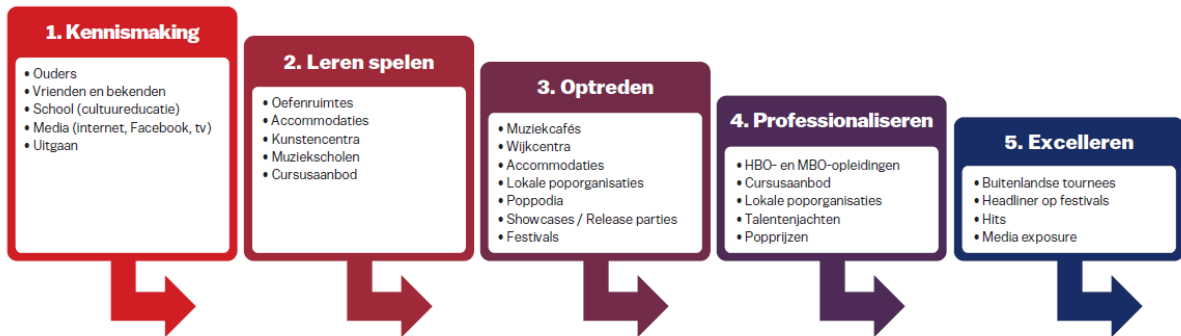 1. Kennismaking
• Ouders
• Vrienden en bekenden
• School (cultuureducatie)
• Media (internet, Facebook, tv)
• Uitgaan
2. Leren spelen
• Oefenruimtes
• Accommodaties
• Kunstencentra
• Muziekscholen
• Cursusaanbod
3. Optreden
• Muziekcafés
• Wijkcentra
• Accommodaties
• Lokale poporganisaties
• Poppodia
• Showcases / Release parties
• Festivals
4. Professionaliseren
• HBO- en MBO-opleidingen
• Cursusaanbod
• Lokale poporganisaties
• Talentenjachten
• Popprijzen
5. Excelleren
• Buitenlandse tournees
• Headliner op festivals
• Hits
• Media exposure